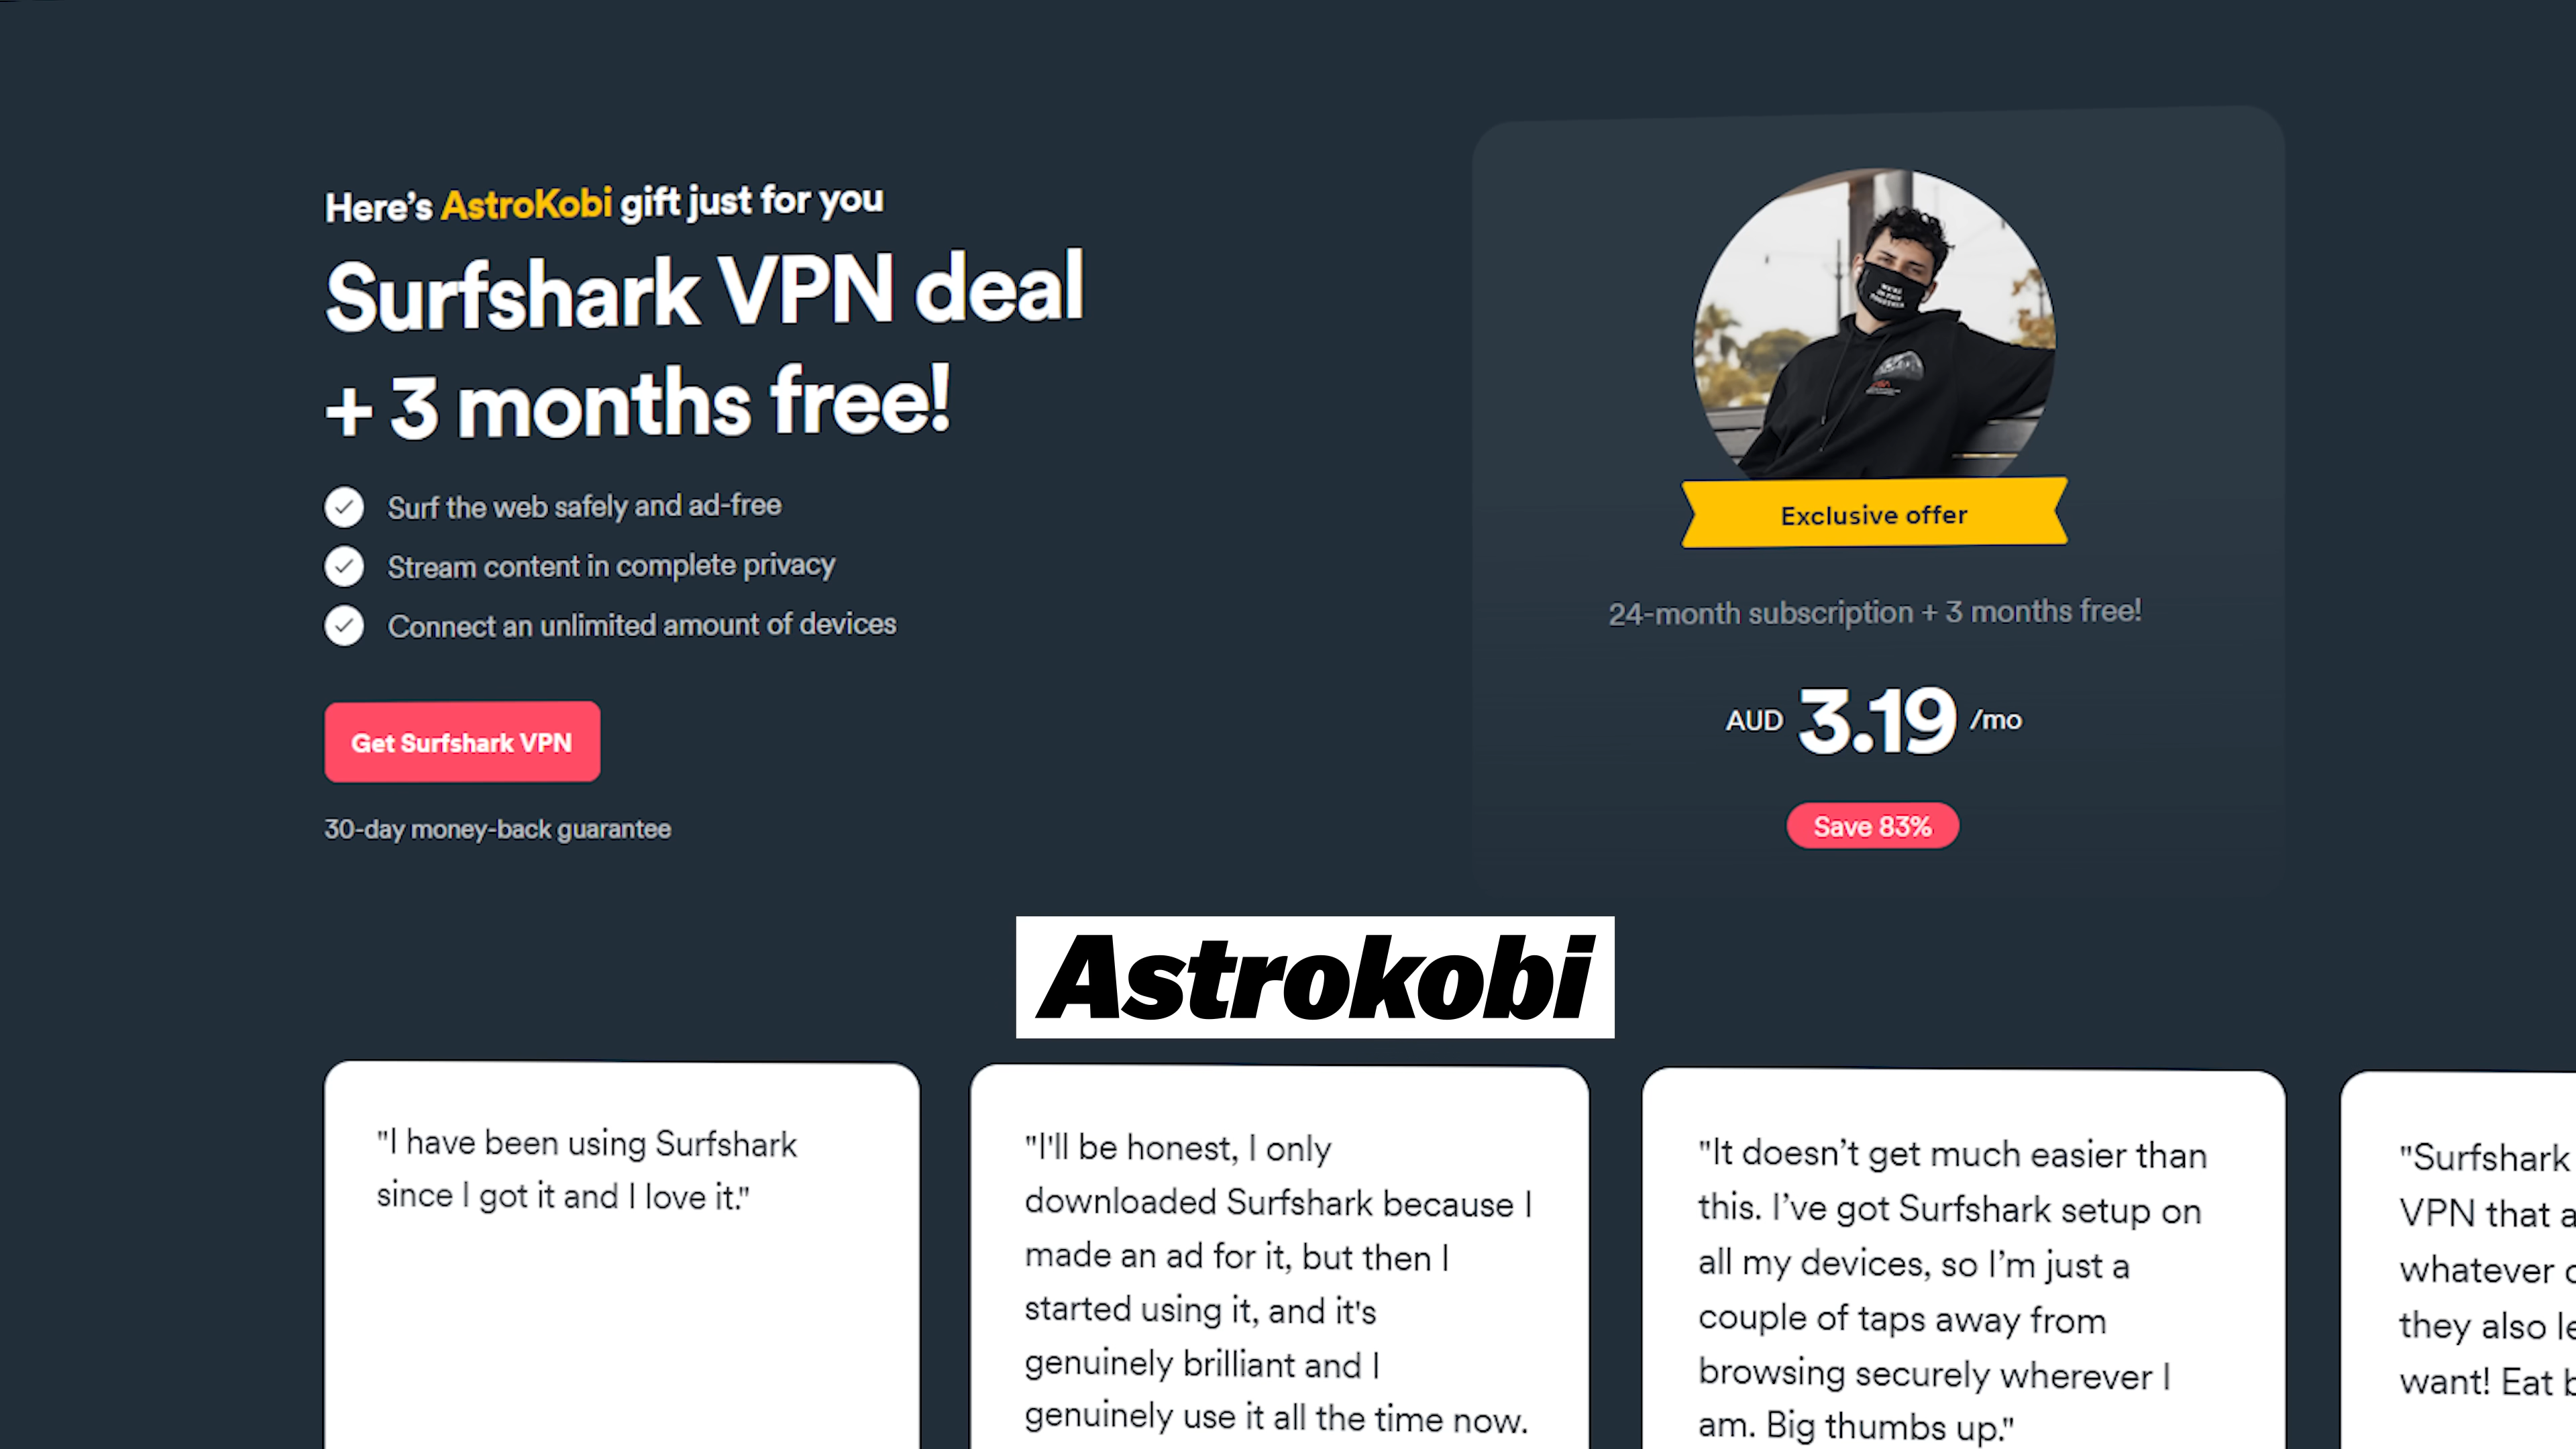 Here's AstroKobi gift just for you
Surfshark VPN deal
+ 3 months free!
Surf the web safely and ad-free
Stream content in complete privacy
Connect an unlimited amount of devices
Get Surfshark VPN
30-day money-back guarantee
WE'RE
IN THIS
TOGETHER
Exclusive offer
24-month subscription + 3 months free!
AUD 3.19 /mo
Save 83%
Astrokobi
"I have been using Surfshark
since I got it and I love it."
"I'll be honest, I only
downloaded Surfshark because I
made an ad for it, but then I
started using it, and it's
genuinely brilliant and I
genuinely use it all the time now.
"It doesn't get much easier than
this. I've got Surfshark setup on
all my devices, so I'm just a
couple of taps away from
browsing securely wherever I
am. Big thumbs up."
"Surfshark
VPN that a
whatever
they also
want! Eat